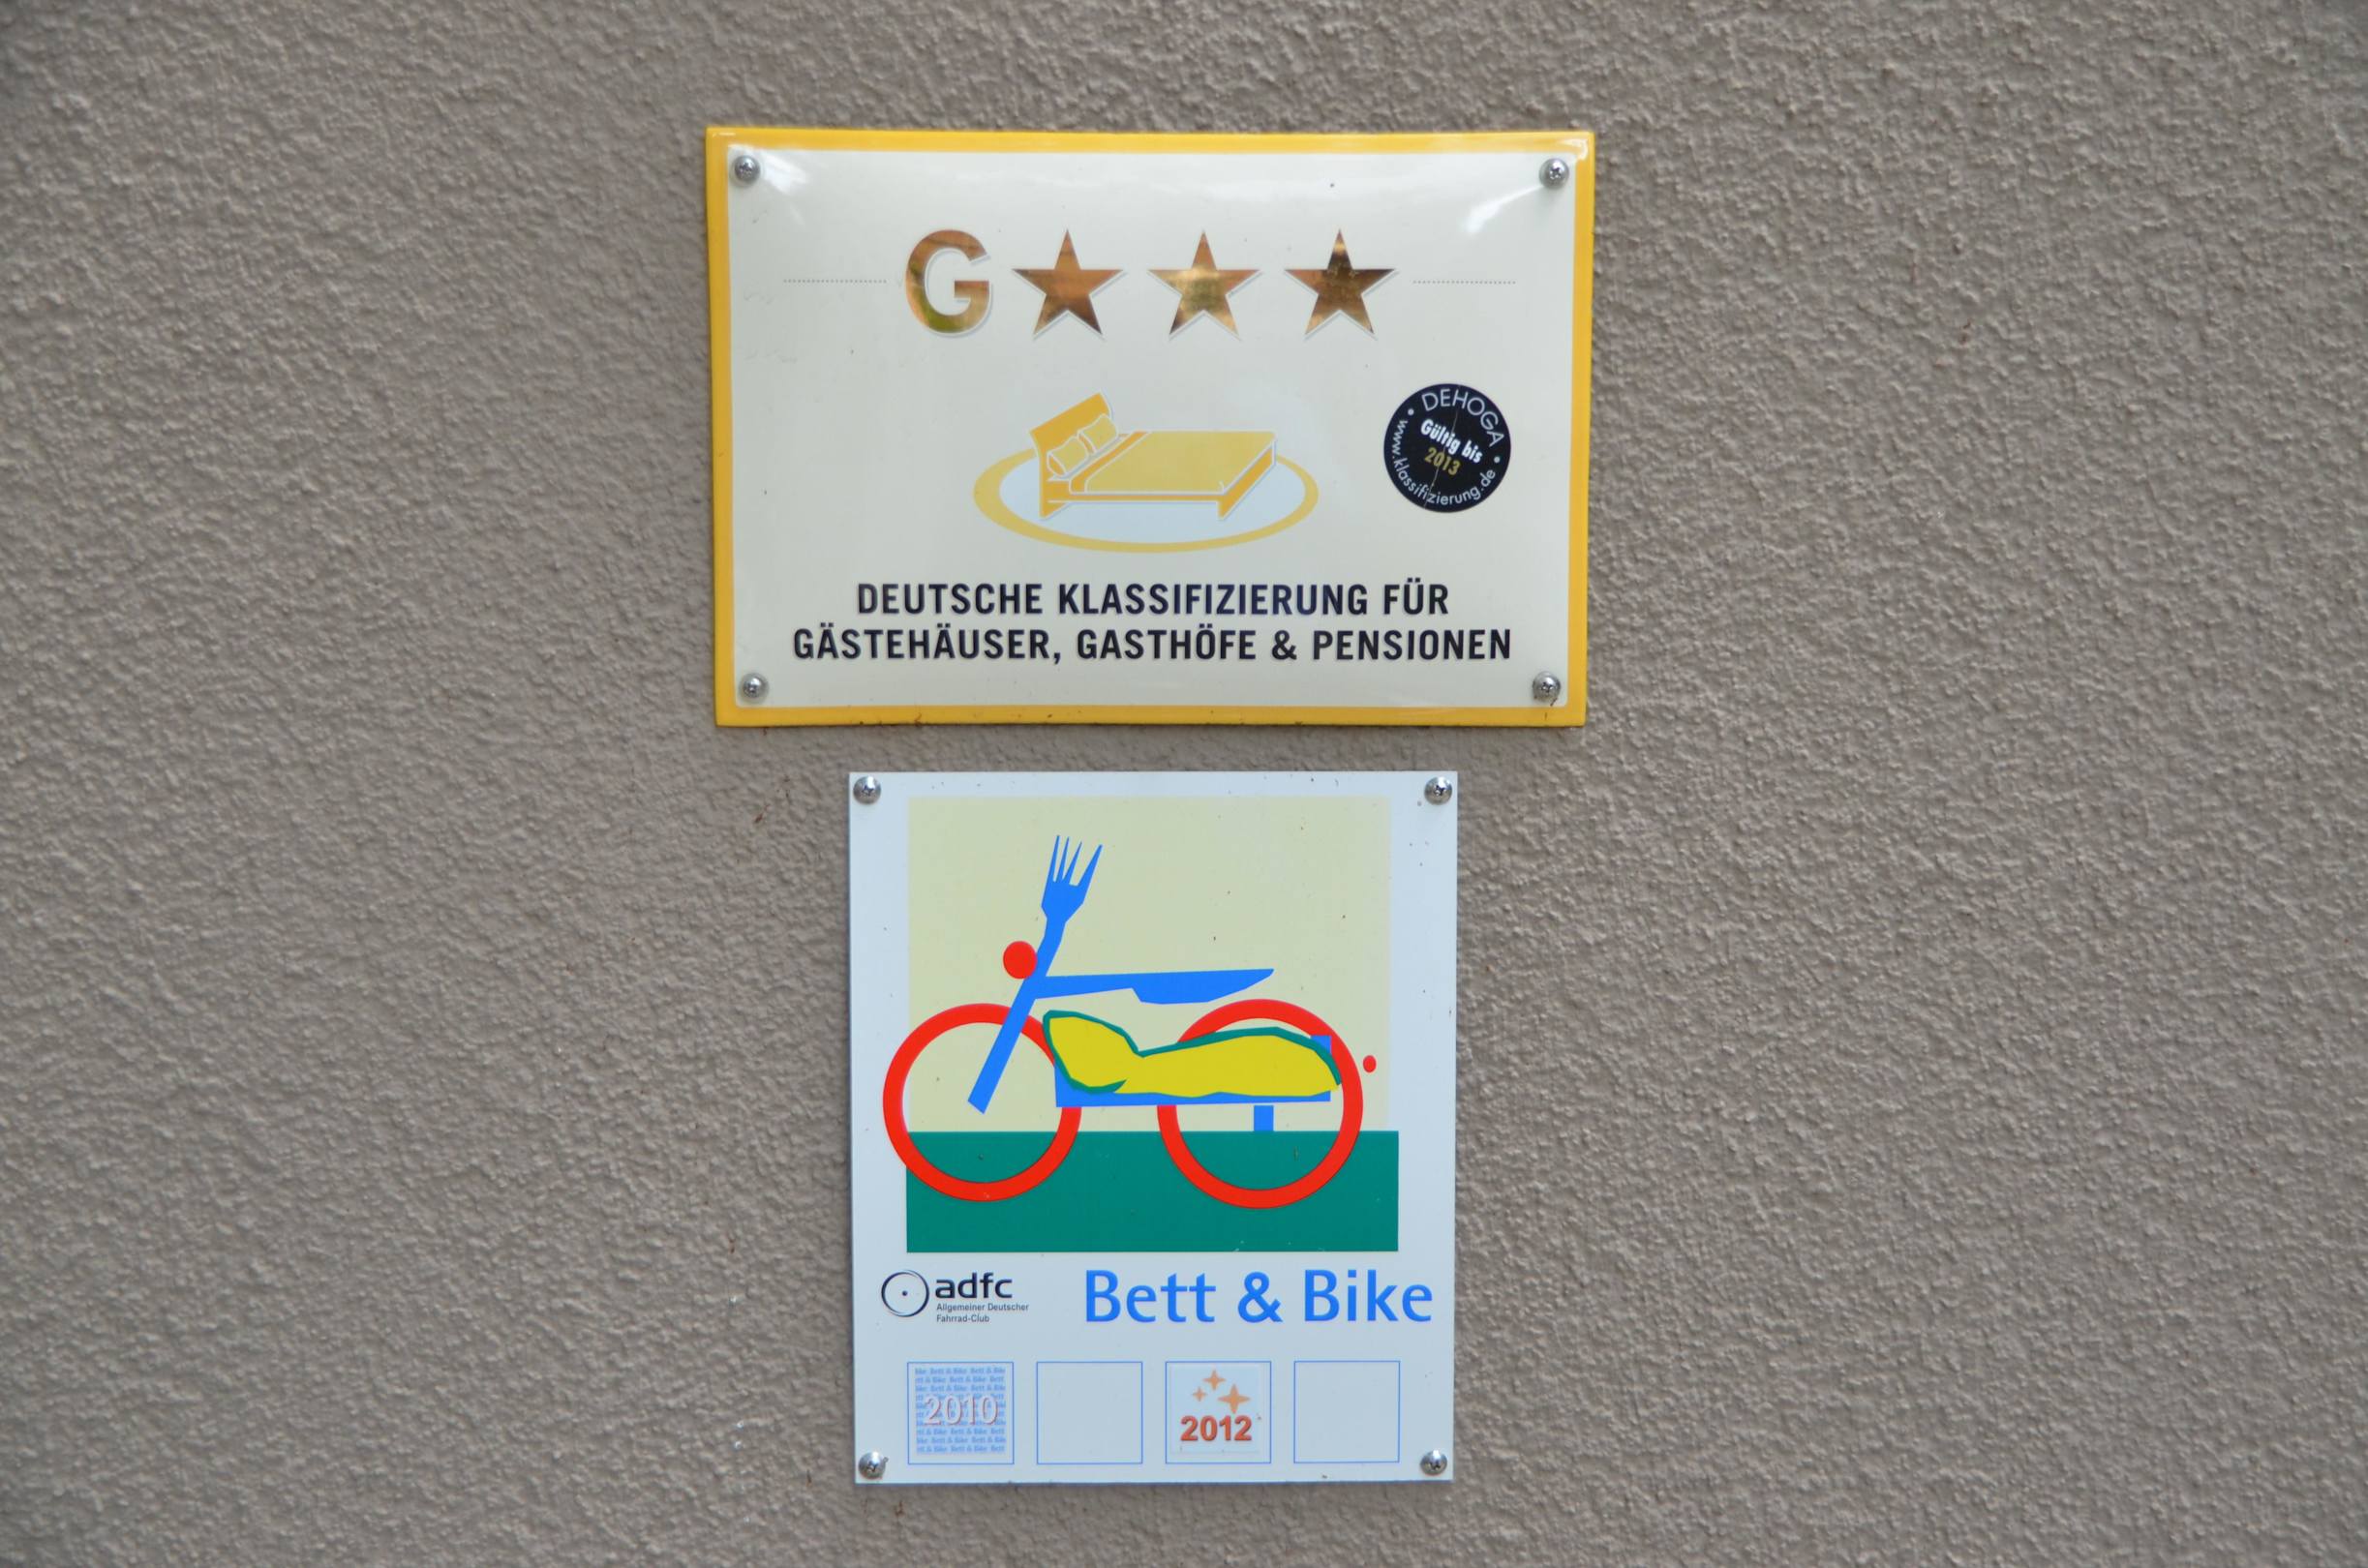 G★★★
DEHOGA
Gültig bis
2013
www.klassifizierung.de
DEUTSCHE KLASSIFIZIERUNG FÜR
GÄSTEHÄUSER, GASTHÖFE & PENSIONEN
adfc
Allgemeiner Deutscher
Fahrrad-Club
Bett & Bike
2010
2012